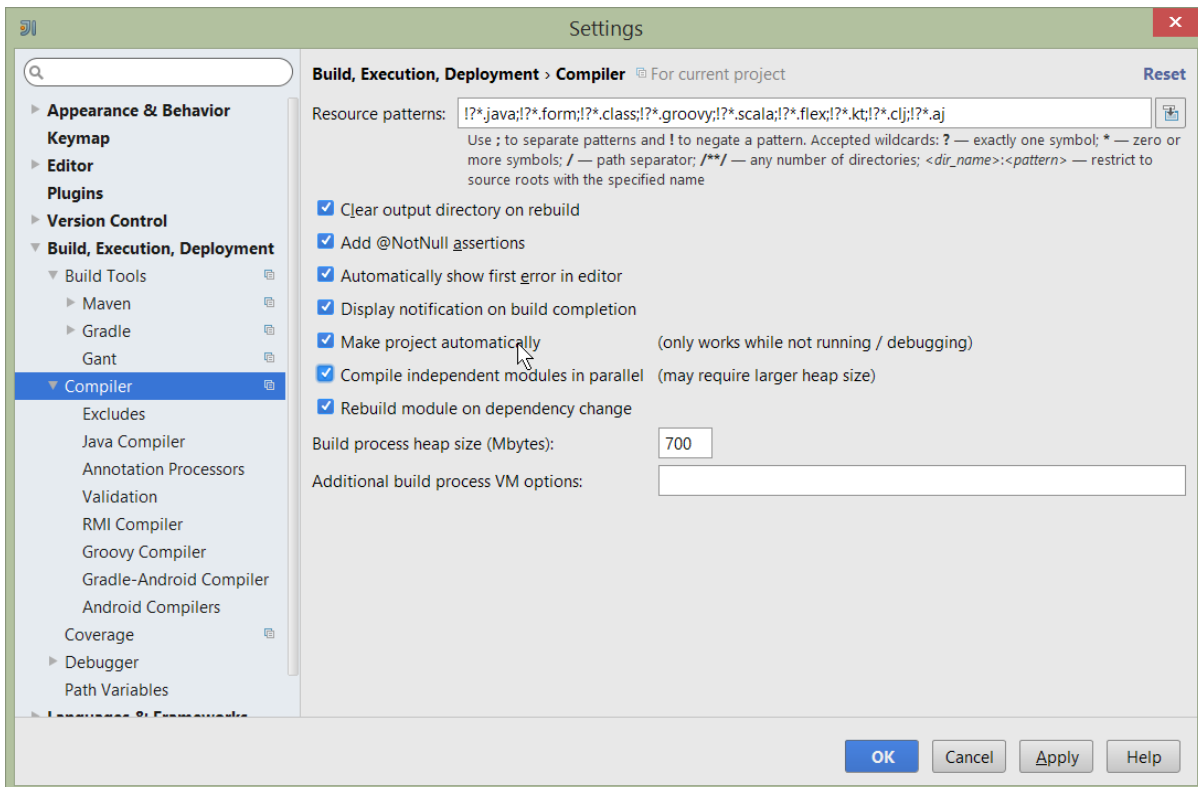 Settings
Build, Execution, Deployment › Compiler For current project Reset
Appearance & Behavior
Keymap
Editor
Plugins
Version Control
Build, Execution, Deployment
Build Tools
Maven
Gradle
Gant
Compiler
Excludes
Java Compiler
Annotation Processors
Validation
RMI Compiler
Groovy Compiler
Gradle-Android Compiler
Android Compilers
Coverage
Debugger
Path Variables
Languages & Frameworks
Resource patterns: !?*.java;!?*.form;!?*.class;!?*.groovy;!?*.scala;!?*.flex;!?*.kt;!?*.clj;!?*.aj
Use ; to separate patterns and ! to negate a pattern. Accepted wildcards: ? — exactly one symbol; * — zero or
more symbols; / — path separator; /**/ — any number of directories; <dir_name>:<pattern> — restrict to
source roots with the specified name
Clear output directory on rebuild
Add @NotNull assertions
Automatically show first error in editor
Display notification on build completion
Make project automatically (only works while not running / debugging)
Compile independent modules in parallel (may require larger heap size)
Rebuild module on dependency change
Build process heap size (Mbytes): 700
Additional build process VM options:
OK Cancel Apply Help